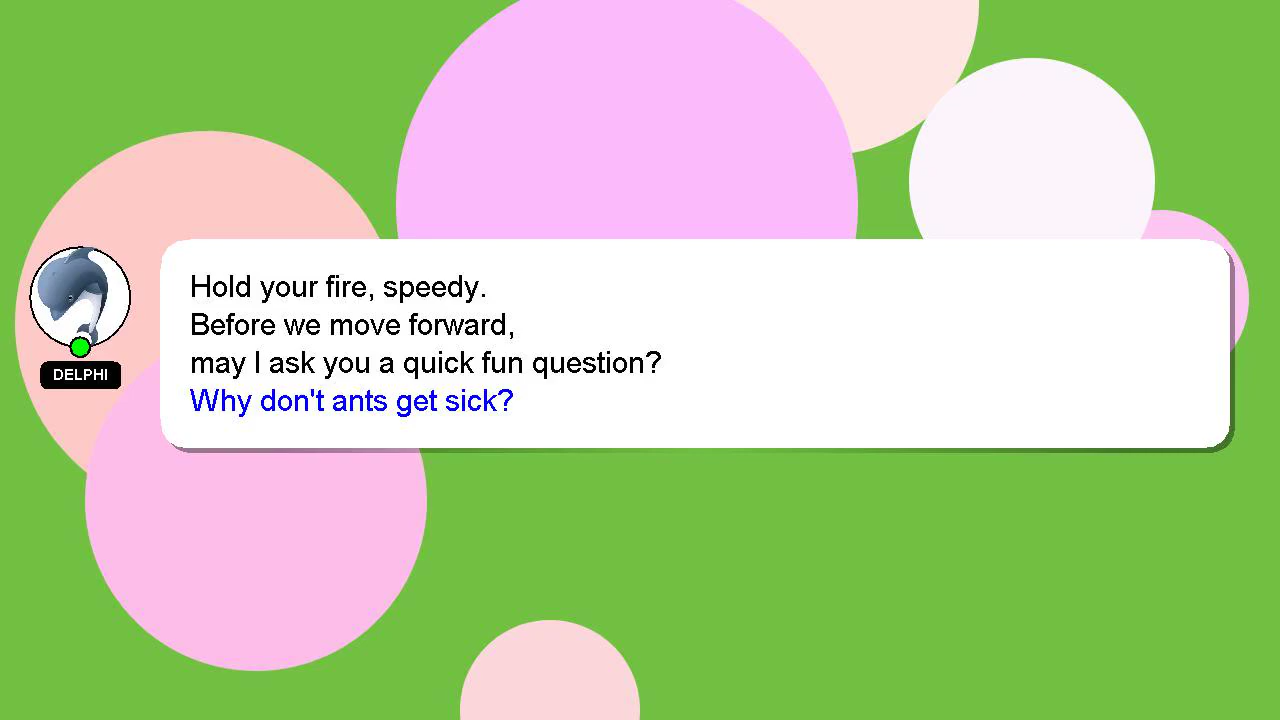 Hold your fire, speedy.
Before we move forward,
may I ask you a quick fun question?
Why don't ants get sick?
DELPHI